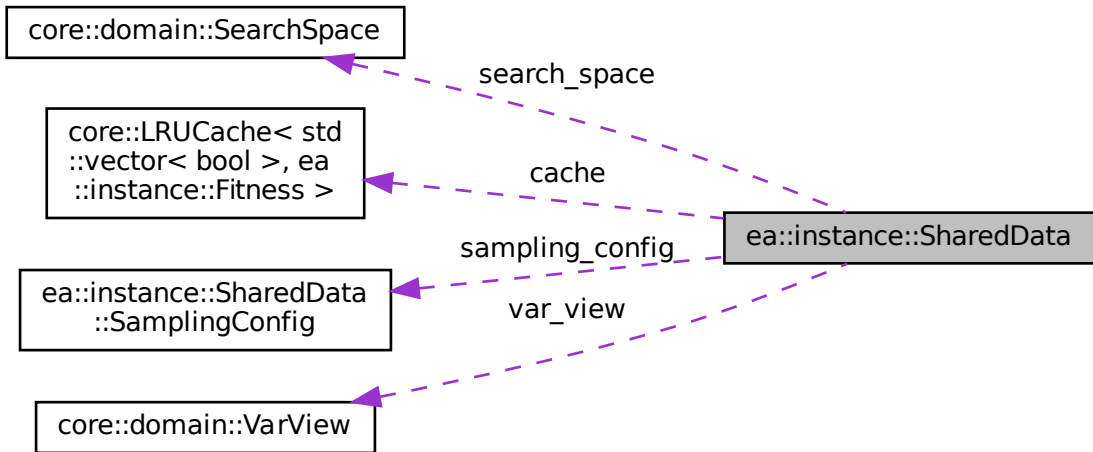 core::domain::SearchSpace
search_space
core::LRUCache< std
::vector< bool >, ea
::instance::Fitness >
cache
ea::instance::SharedData
sampling_config
ea::instance::SharedData
::SamplingConfig
var_view
core::domain::VarView